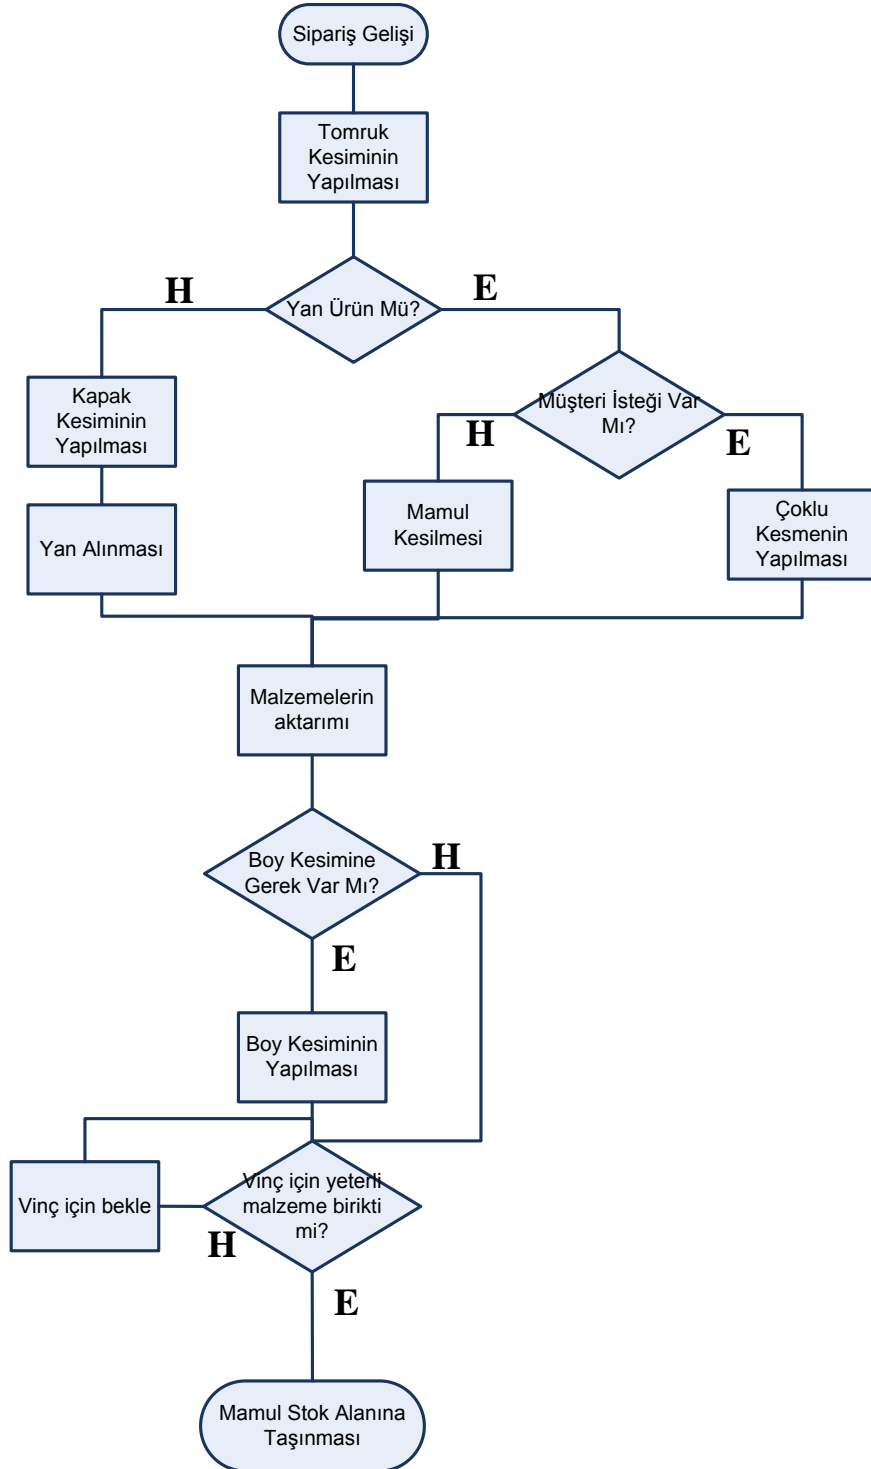 Sipariş Gelişi
Tomruk
Kesiminin
Yapılması
H
E
Yan Ürün Mü?
Kapak
Kesiminin
Yapılması
Müşteri İsteği Var
Mı?
H
E
Yan Alınması
Mamul
Kesilmesi
Çoklu
Kesmenin
Yapılması
Malzemelerin
aktarımı
Boy Kesimine
Gerek Var Mı?
H
E
Boy Kesiminin
Yapılması
Vinç için bekle
Vinç için yeterli
malzeme birikti
mi?
H
E
Mamul Stok Alanına
Taşınması